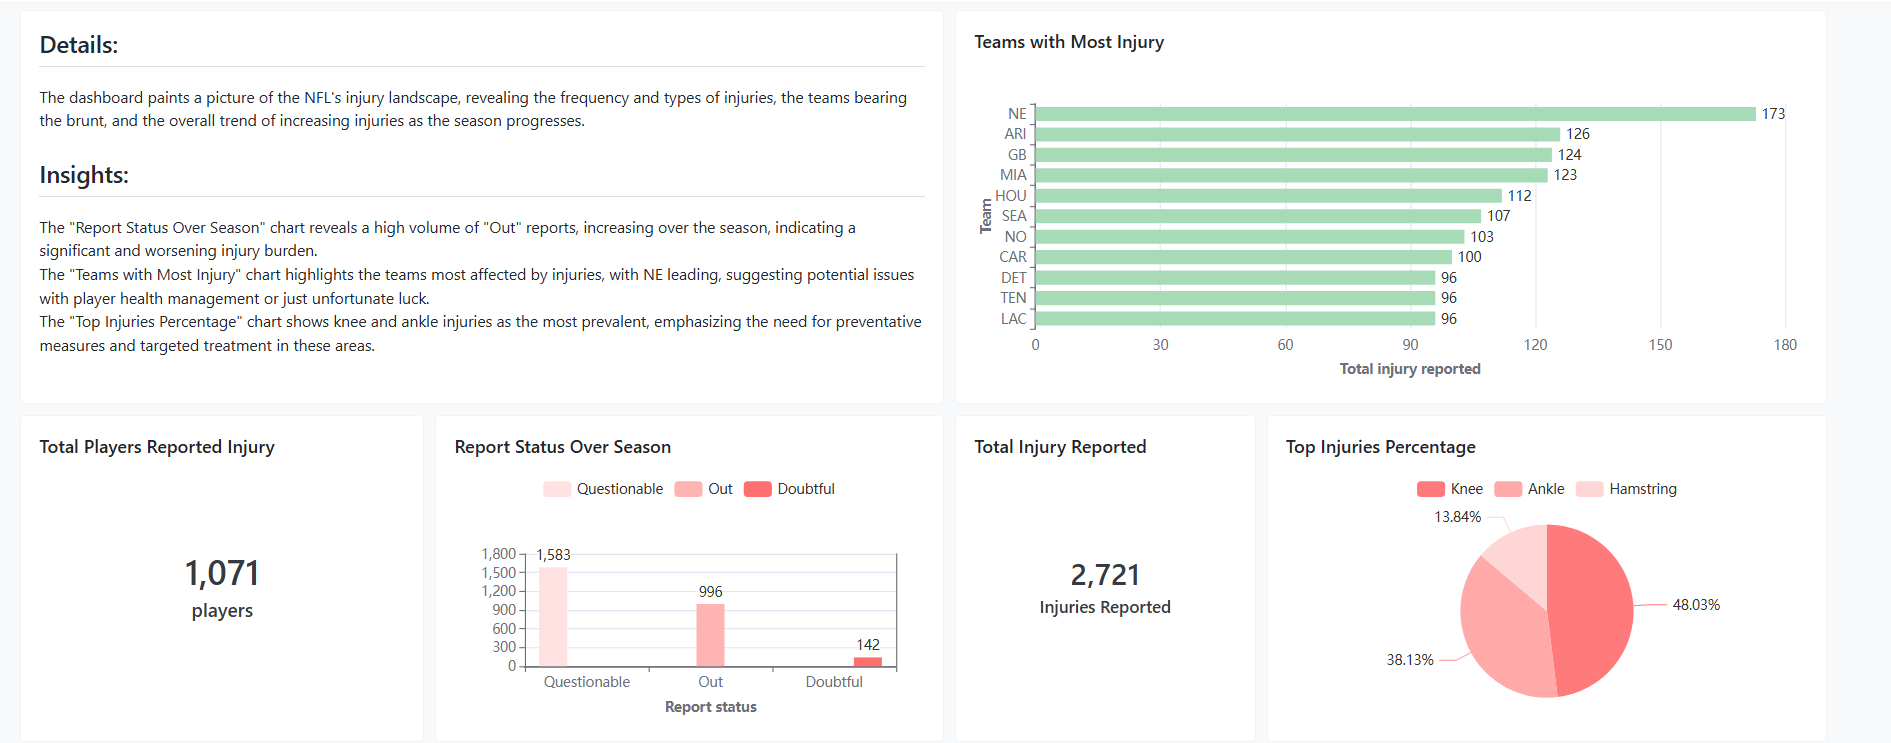 Details:
The dashboard paints a picture of the NFL's injury landscape, revealing the frequency and types of injuries, the teams bearing
the brunt, and the overall trend of increasing injuries as the season progresses.
Insights:
The "Report Status Over Season" chart reveals a high volume of "Out" reports, increasing over the season, indicating a
significant and worsening injury burden.
The "Teams with Most Injury" chart highlights the teams most affected by injuries, with NE leading, suggesting potential issues
with player health management or just unfortunate luck.
The "Top Injuries Percentage" chart shows knee and ankle injuries as the most prevalent, emphasizing the need for preventative
measures and targeted treatment in these areas.
Teams with Most Injury
Team
NE 173
ARI 126
GB 124
MIA 123
HOU 112
SEA 107
NO 103
CAR 100
DET 96
TEN 96
LAC 96
0 30 60 90 120 150 180
Total injury reported
Total Players Reported Injury
1,071
players
Report Status Over Season
Questionable Out Doubtful
1,800
1,500
1,200
900
600
300
0
1,583
996
142
Questionable Out Doubtful
Report status
Total Injury Reported
2,721
Injuries Reported
Top Injuries Percentage
Knee Ankle Hamstring
13.84%
48.03%
38.13%